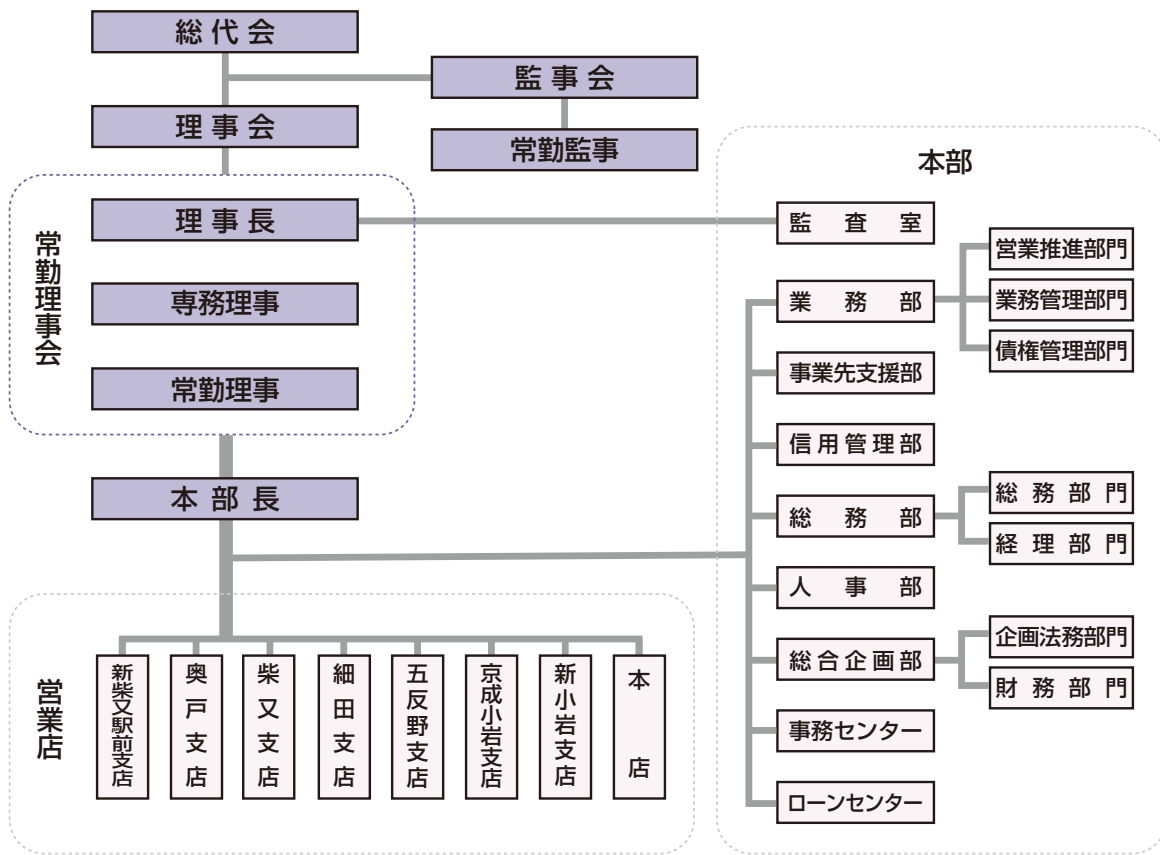 総代会
監事会
理事会
常勤監事
常勤理事会
理事長
専務理事
常勤理事
本部長
本部
監査室
業務部
営業推進部門
業務管理部門
債権管理部門
事業先支援部
信用管理部
総務部
総務部門
経理部門
人事部
総合企画部
企画法務部門
財務部門
事務センター
ローンセンター
営業店
新柴又駅前支店
奥戸支店
柴又支店
細田支店
五反野支店
京成小岩支店
新小岩支店
本店